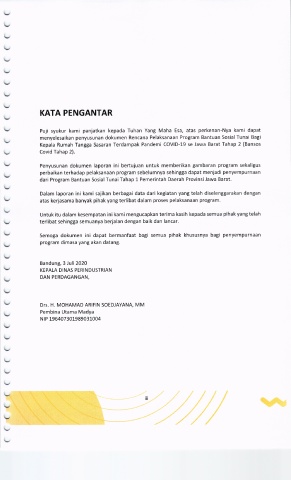 KATA PENGANTAR
Puji syukur kami panjatkan kepada Tuhan Yang Maha Esa, atas perkenan-Nya kami dapat
menyelesaikan penyusunan dokumen Rencana Pelaksanaan Program Bantuan Sosial Tunai Bagi
Kepala Rumah Tangga Sasaran Terdampak Pandemi COVID-19 se Jawa Barat Tahap 2 (Bansos
Covid Tahap 2).
Penyusunan dokumen laporan ini bertujuan untuk memberikan gambaran program sekaligus
perbaikan terhadap pelaksanaan program sebelumnya sehingga dapat menjadi penyempurnaan
dari Program Bantuan Sosial Tunai Tahap 1 Pemerintah Daerah Provinsi Jawa Barat.
Dalam laporan ini kami sajikan berbagai data dari kegiatan yang telah diselenggarakan dengan
atas kerjasama banyak pihak yang terlibat dalam proses pelaksanaan program.
Untuk itu dalam kesempatan ini kami mengucapkan terima kasih kepada semua pihak yang telah
terlibat sehingga semuanya berjalan dengan baik dan lancar.
Semoga dokumen ini dapat bermanfaat bagi semua pihak khususnya bagi penyempurnaan
program dimasa yang akan datang.
Bandung, 3 Juli 2020
KEPALA DINAS PERINDUSTRIAN
DAN PERDAGANGAN,
Drs. H. MOHAMAD ARIFIN SOEDJAYANA, MM
Pembina Utama Madya
NIP 196407301989031004
ii